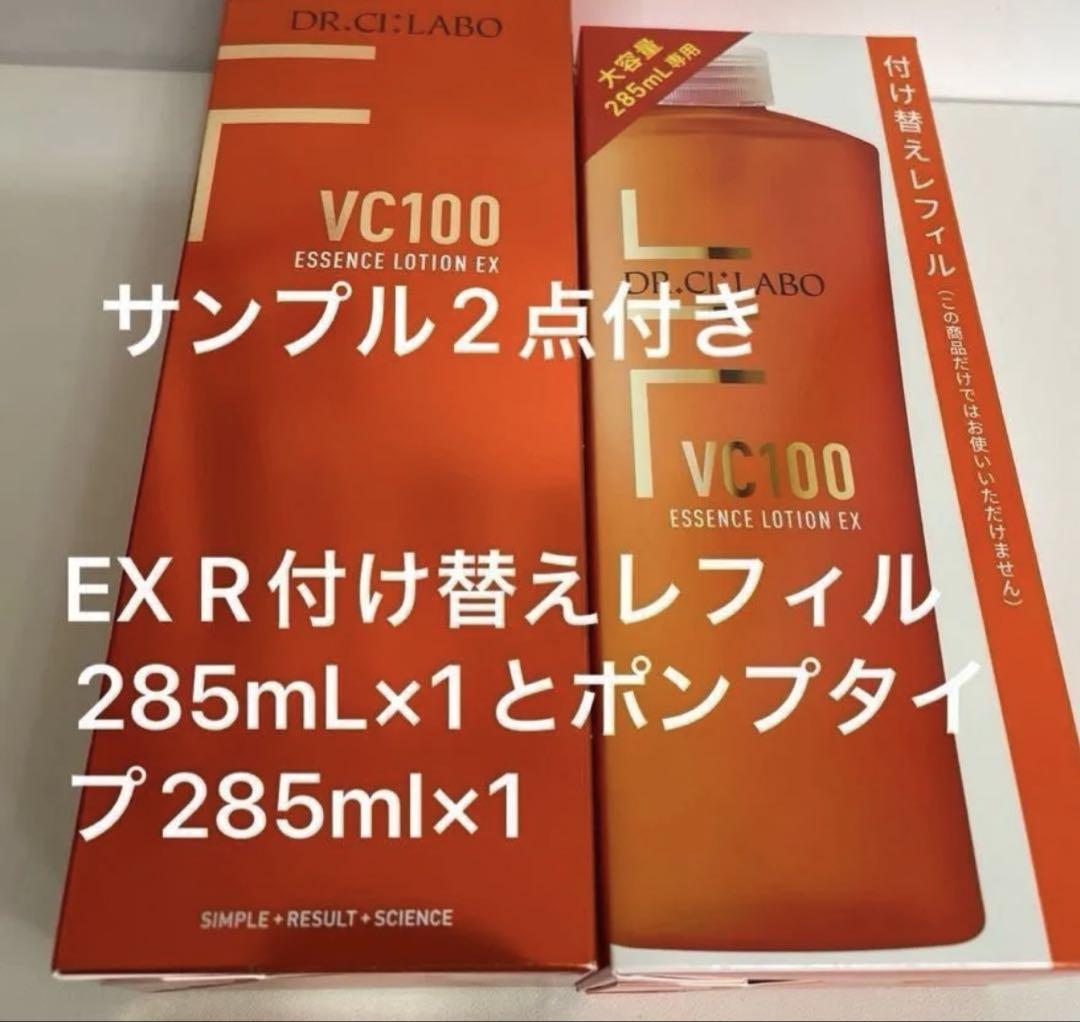 DR.CI:LABO
VC100
ESSENCE LOTION EX
大容量
285mL専用
付け替えレフィル(この商品だけではお使いいただけません)
DR.CI:LABO
サンプル2点付き
VC100
ESSENCE LOTION EX
EX R付け替えレフィル
285mL×1とポンプタイ
プ285ml×1
SIMPLE+RESULT+SCIENCE